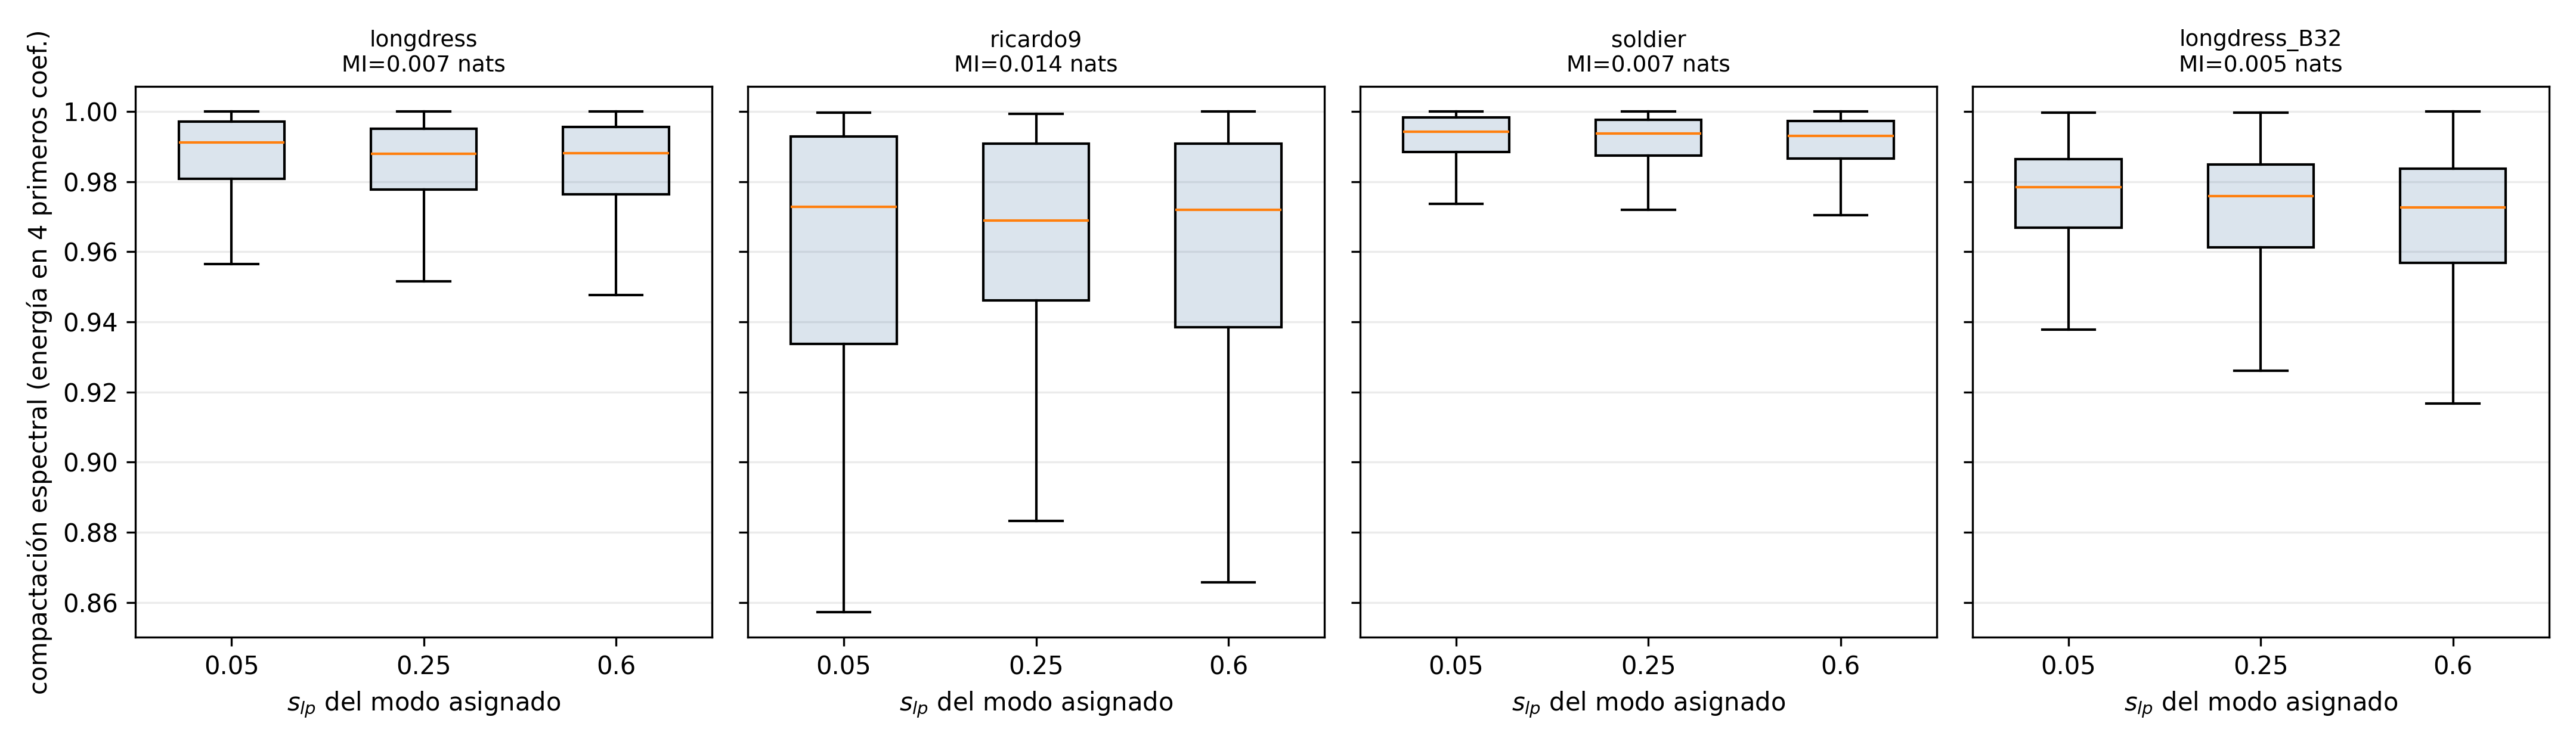 longdress
MI=0.007 nats
ricardo9
MI=0.014 nats
soldier
MI=0.007 nats
longdress_B32
MI=0.005 nats
compactación espectral (energía en 4 primeros coef.)
1.00
0.98
0.96
0.94
0.92
0.90
0.88
0.86
0.05 0.25 0.6
0.05 0.25 0.6
0.05 0.25 0.6
0.05 0.25 0.6
s_lp del modo asignado
s_lp del modo asignado
s_lp del modo asignado
s_lp del modo asignado